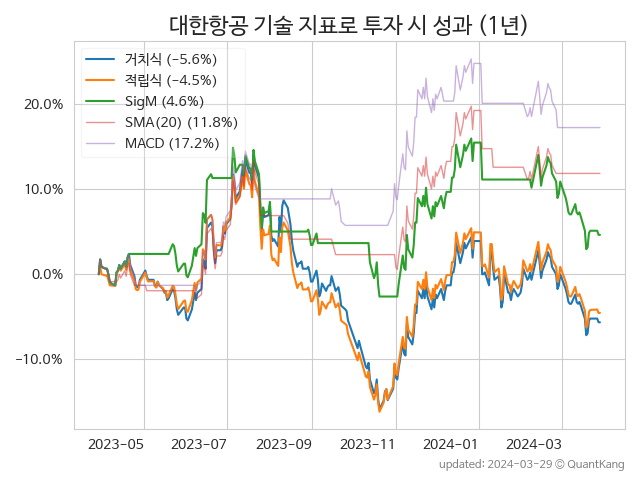 대한항공 기술 지표로 투자 시 성과 (1년)
거치식 (−5.6%)
적립식 (−4.5%)
SigM (4.6%)
SMA(20) (11.8%)
MACD (17.2%)
20.0%
10.0%
0.0%
−10.0%
2023−05 2023−07 2023−09 2023−11 2024−01 2024−03
updated: 2024−03−29 © QuantKang